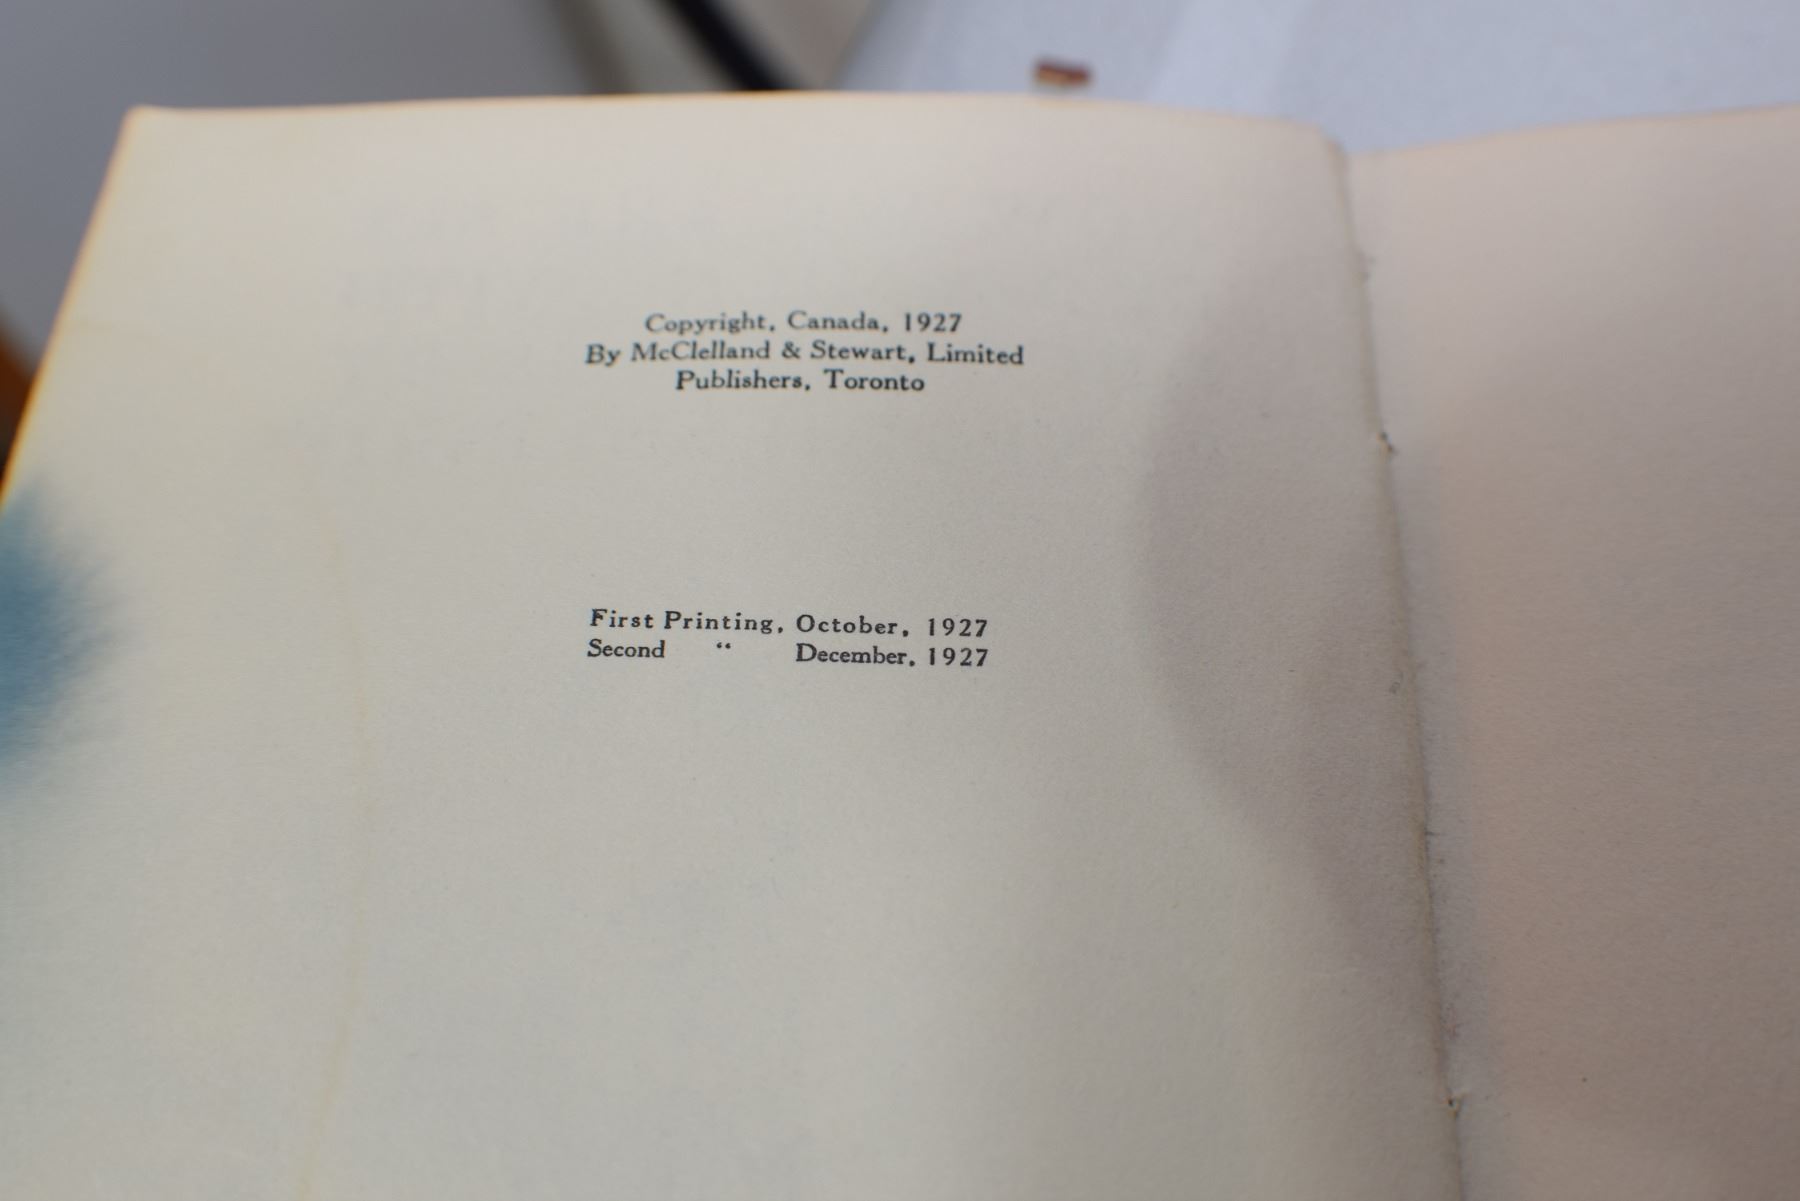 Copyright, Canada, 1927
By McClelland & Stewart, Limited
Publishers, Toronto
First Printing, October, 1927
Second “ December, 1927